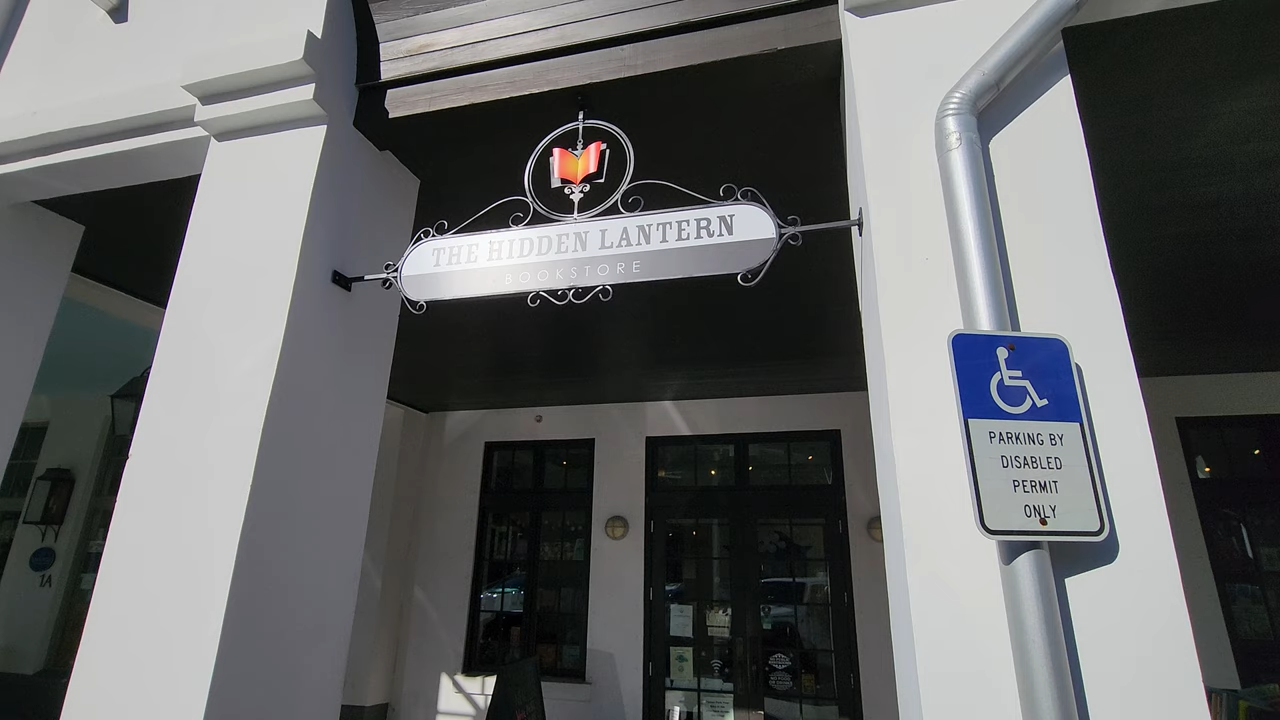 THE HIDDEN LANTERN
BOOKSTORE
PARKING BY
DISABLED
PERMIT
ONLY
1A